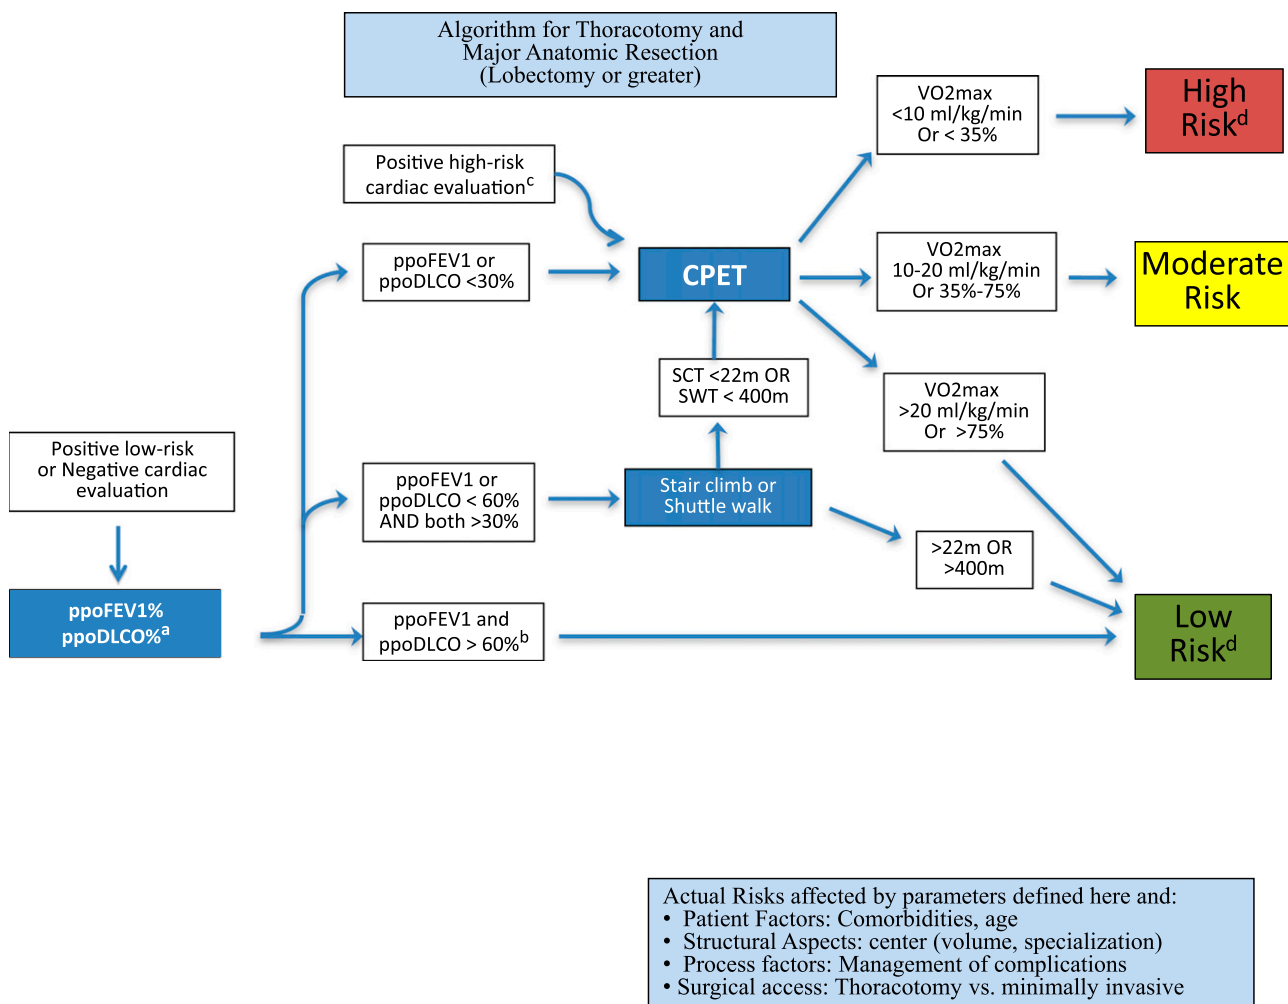 Algorithm for Thoracotomy and
Major Anatomic Resection
(Lobectomy or greater)
VO2max
<10 ml/kg/min
Or < 35%
High
Riskᵈ
Positive high-risk
cardiac evaluationᶜ
ppoFEV1 or
ppoDLCO <30%
CPET
VO2max
10-20 ml/kg/min
Or 35%-75%
Moderate
Risk
SCT <22m OR
SWT < 400m
VO2max
>20 ml/kg/min
Or >75%
Positive low-risk
or Negative cardiac
evaluation
ppoFEV1 or
ppoDLCO < 60%
AND both >30%
Stair climb or
Shuttle walk
>22m OR
>400m
ppoFEV1%
ppoDLCO%ᵃ
ppoFEV1 and
ppoDLCO > 60%ᵇ
Low
Riskᵈ
Actual Risks affected by parameters defined here and:
• Patient Factors: Comorbidities, age
• Structural Aspects: center (volume, specialization)
• Process factors: Management of complications
• Surgical access: Thoracotomy vs. minimally invasive